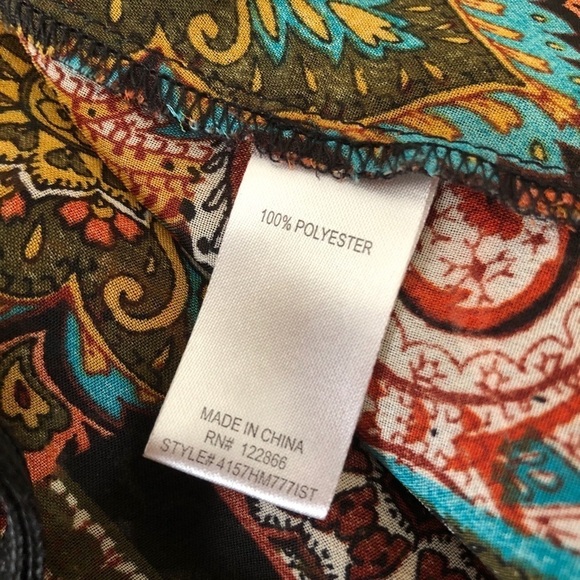 100% POLYESTER
MADE IN CHINA
RN# 122866
STYLE# 4157HM777IST